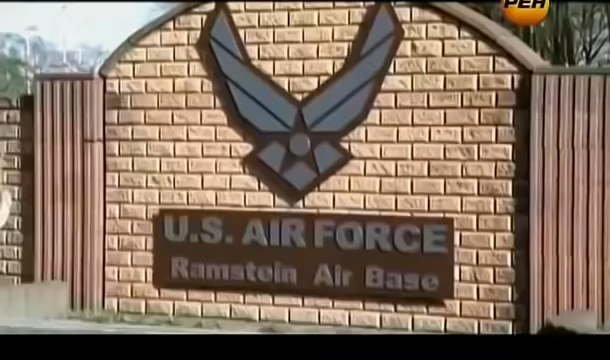 РЕН
U.S. AIR FORCE
Ramstein Air Base